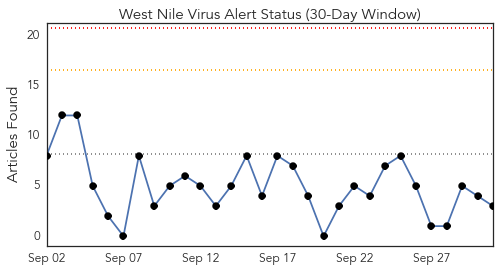 West Nile Virus Alert Status (30-Day Window)
Articles Found
20
15
10
5
0
Sep 02 Sep 07 Sep 12 Sep 17 Sep 22 Sep 27